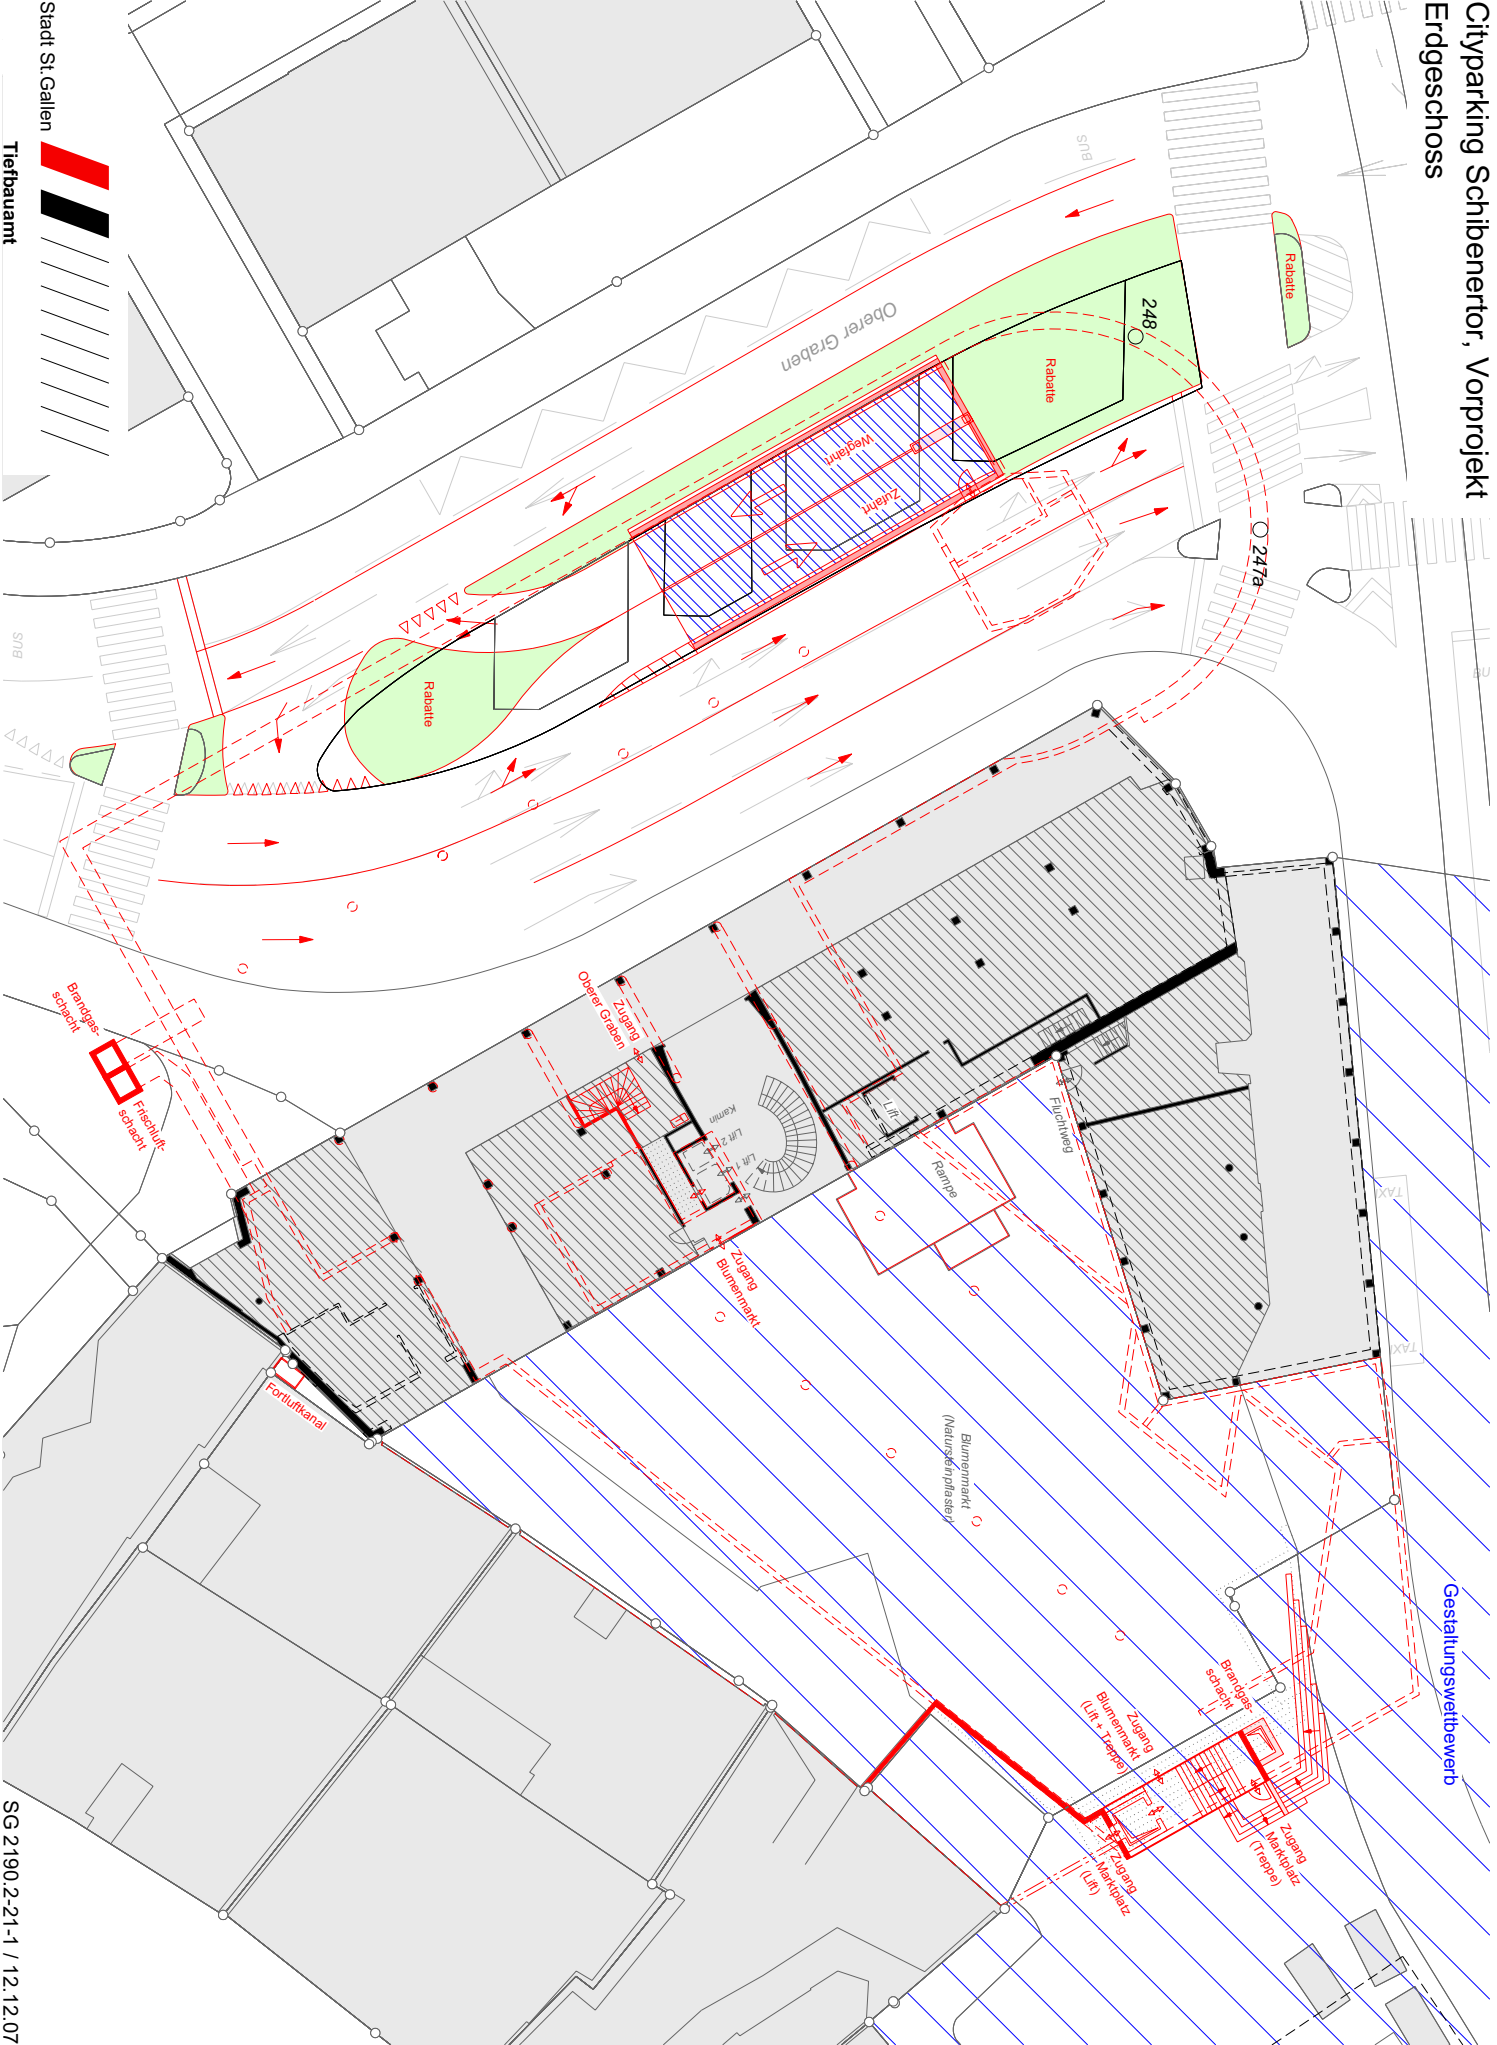 Cityparking Schibenertor, Vorprojekt
Erdgeschoss
Stadt St.Gallen
Tiefbauamt
BUS
Rabatte
248
Oberer Graben
Rabatte
Wegfahrt
Zufahrt
247a
BUS
Rabatte
BU
Brandgas-
schacht
Frischluft-
schacht
Zugang
Oberer Graben
Kamin
Lift 2
Lift 1
Lift
Fluchtweg
Rampe
TAXI
TAXI
Zugang
Blumenmarkt
Fortluftkanal
Blumenmarkt
(Natursteinpflaster)
Gestaltungswettbewerb
Brandgas-
schacht
Zugang
Blumenmarkt
(Lift + Treppe)
Zugang
Marktplatz
(Treppe)
Zugang
Marktplatz
(Lift)
SG 2190.2-21-1 / 12.12.07